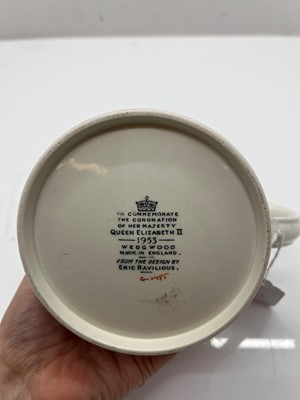 TO COMMEMORATE
THE CORONATION
OF HER MAJESTY
QUEEN ELIZABETH II
1953
WEDGWOOD
MADE IN ENGLAND
FROM THE DESIGN BY
ERIC RAVILIOUS.